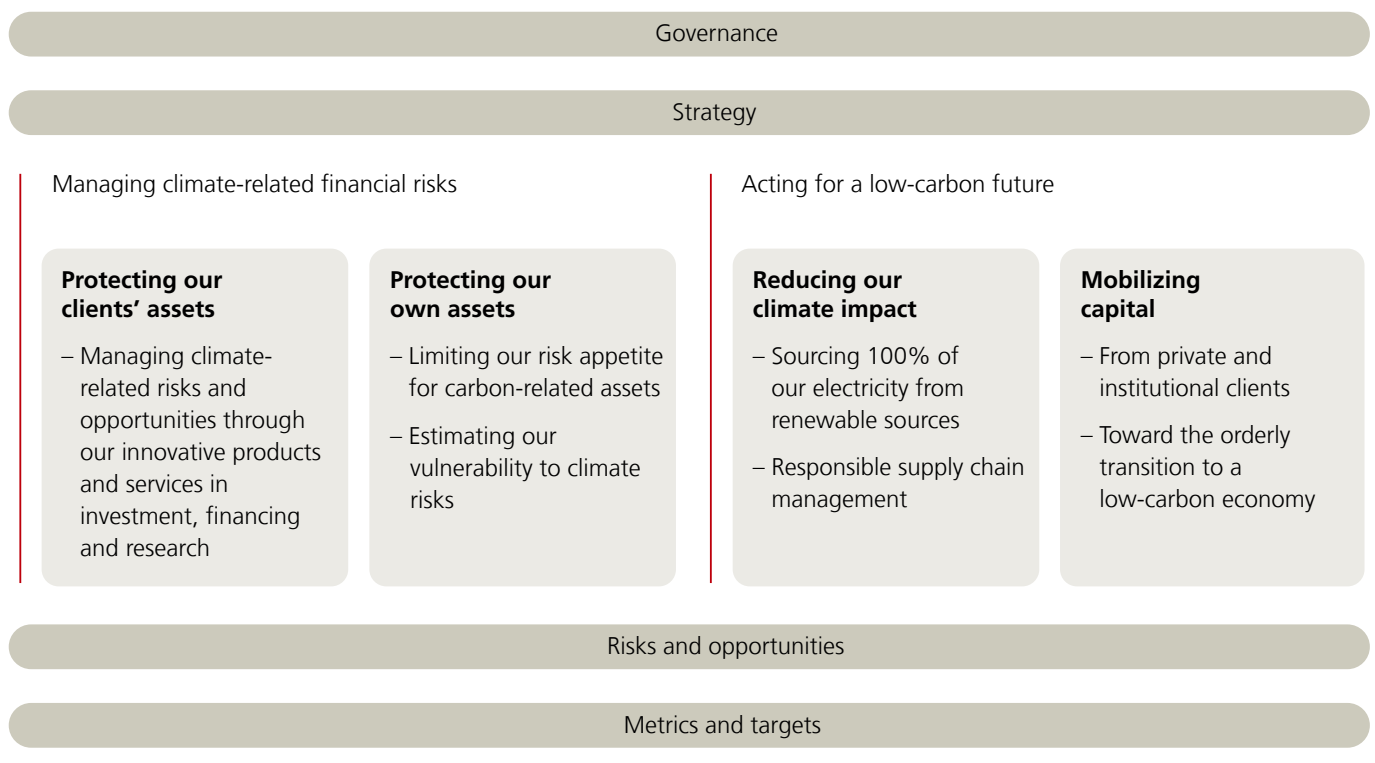 Governance
Strategy
Managing climate-related financial risks
Protecting our
clients’ assets
– Managing climate-
related risks and
opportunities through
our innovative products
and services in
investment, financing
and research
Protecting our
own assets
– Limiting our risk appetite
for carbon-related assets
– Estimating our
vulnerability to climate
risks
Acting for a low-carbon future
Reducing our
climate impact
– Sourcing 100% of
our electricity from
renewable sources
– Responsible supply chain
management
Mobilizing
capital
– From private and
institutional clients
– Toward the orderly
transition to a
low-carbon economy
Risks and opportunities
Metrics and targets